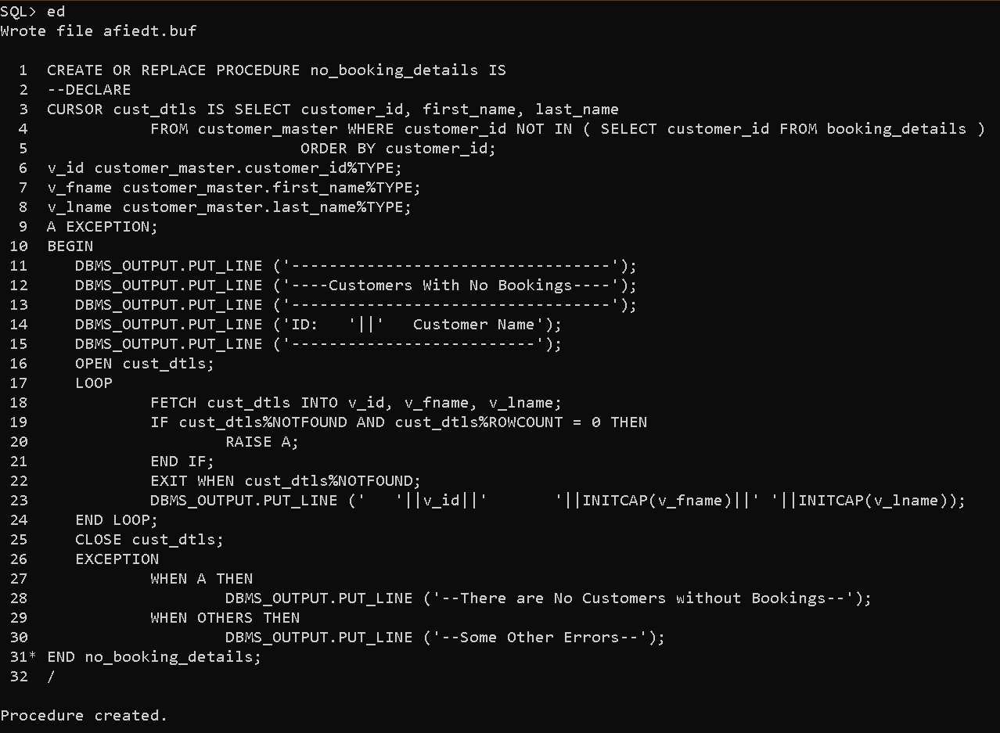 SQL> ed
Wrote file afiedt.buf
  1  CREATE OR REPLACE PROCEDURE no_booking_details IS
  2  --DECLARE
  3  CURSOR cust_dtls IS SELECT customer_id, first_name, last_name
  4             FROM customer_master WHERE customer_id NOT IN ( SELECT customer_id FROM booking_details )
  5                             ORDER BY customer_id;
  6  v_id customer_master.customer_id%TYPE;
  7  v_fname customer_master.first_name%TYPE;
  8  v_lname customer_master.last_name%TYPE;
  9  A EXCEPTION;
 10  BEGIN
 11     DBMS_OUTPUT.PUT_LINE ('----------------------------------');
 12     DBMS_OUTPUT.PUT_LINE ('----Customers With No Bookings----');
 13     DBMS_OUTPUT.PUT_LINE ('----------------------------------');
 14     DBMS_OUTPUT.PUT_LINE ('ID:   '||'   Customer Name');
 15     DBMS_OUTPUT.PUT_LINE ('--------------------------');
 16     OPEN cust_dtls;
 17     LOOP
 18             FETCH cust_dtls INTO v_id, v_fname, v_lname;
 19             IF cust_dtls%NOTFOUND AND cust_dtls%ROWCOUNT = 0 THEN
 20                     RAISE A;
 21             END IF;
 22             EXIT WHEN cust_dtls%NOTFOUND;
 23             DBMS_OUTPUT.PUT_LINE ('   '||v_id||'       '||INITCAP(v_fname)||' '||INITCAP(v_lname));
 24     END LOOP;
 25     CLOSE cust_dtls;
 26     EXCEPTION
 27             WHEN A THEN
 28                     DBMS_OUTPUT.PUT_LINE ('--There are No Customers without Bookings--');
 29             WHEN OTHERS THEN
 30                     DBMS_OUTPUT.PUT_LINE ('--Some Other Errors--');
 31* END no_booking_details;
 32  /
Procedure created.